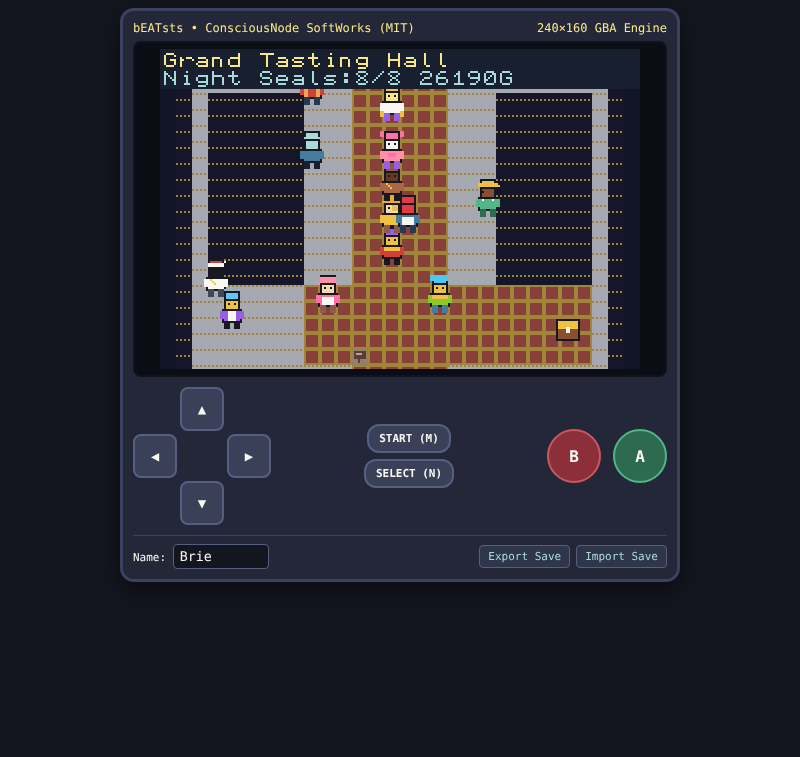 bEATsts • ConsciousNode SoftWorks (MIT)
240×160 GBA Engine
Grand Tasting Hall
Night Seals:8/8 26190G
▲
◀
▶
▼
START (M)
SELECT (N)
B
A
Name: Brie
Export Save
Import Save